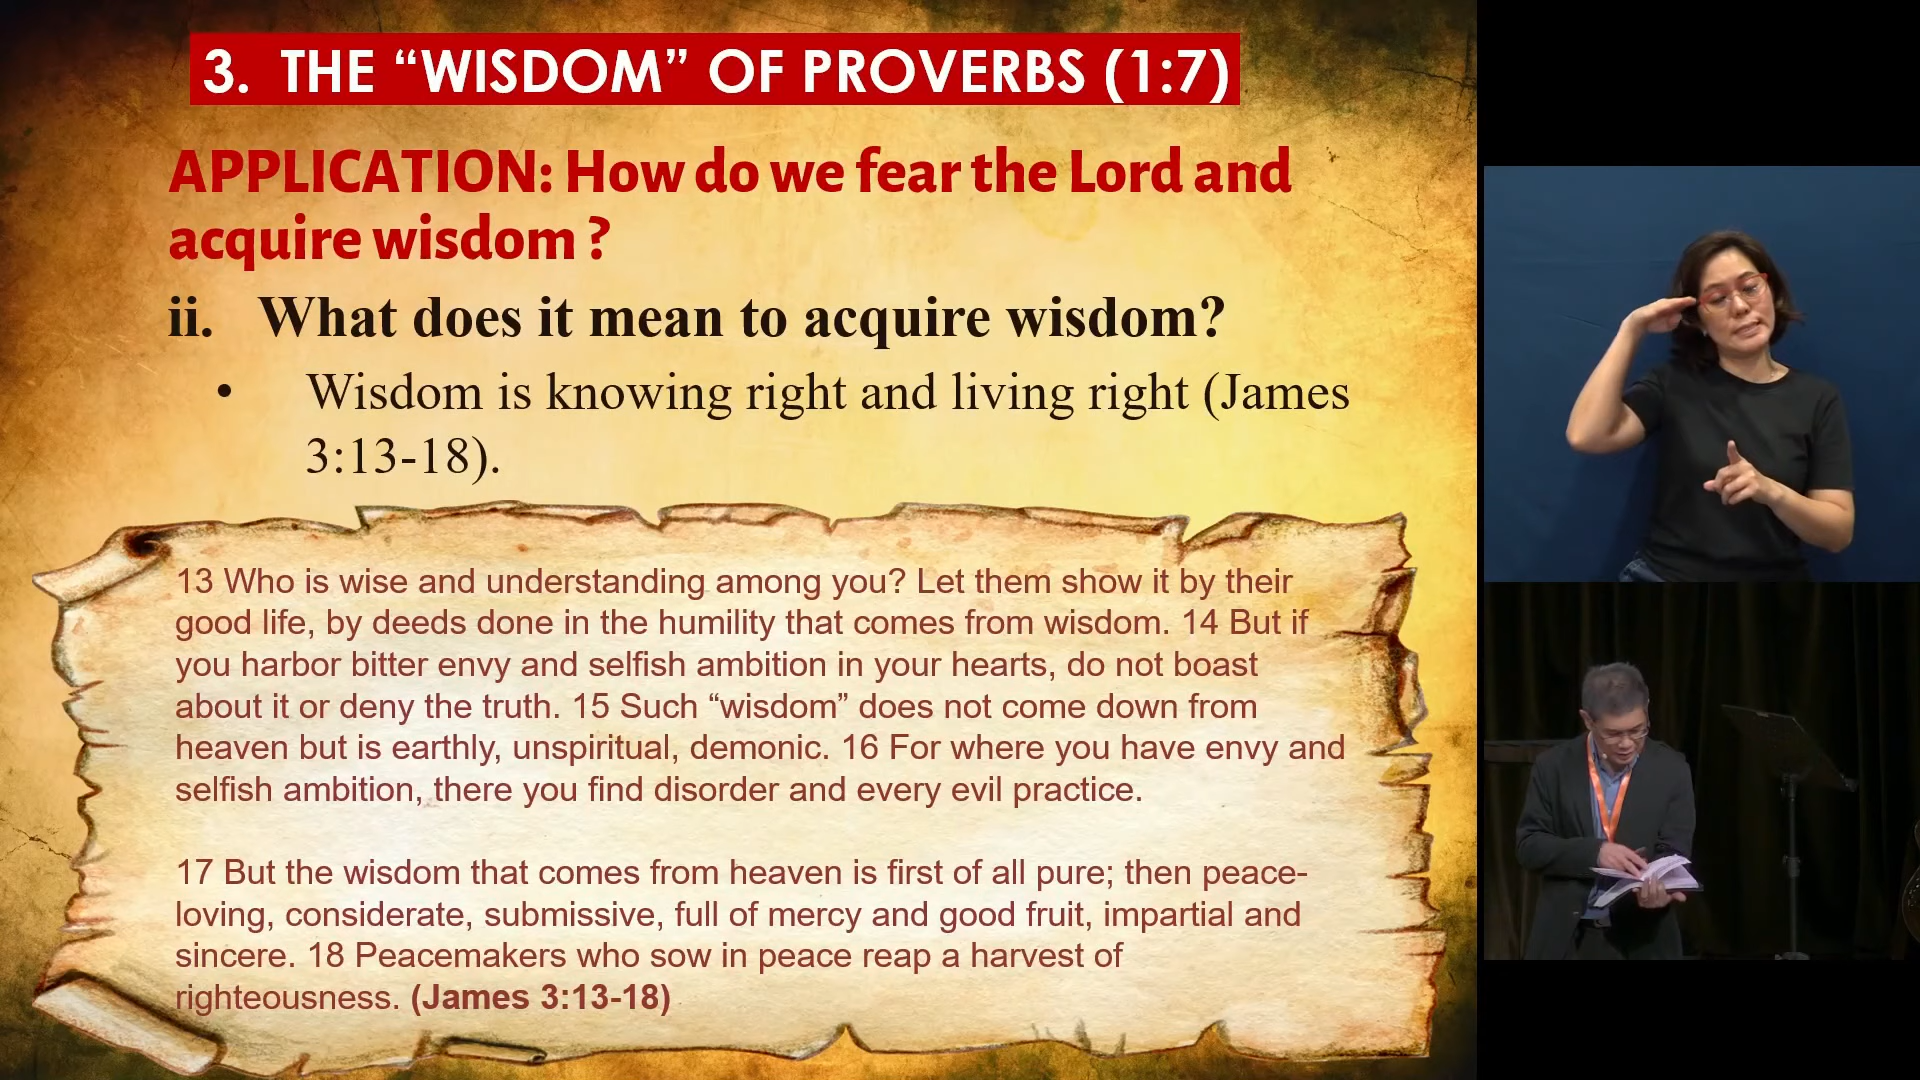 3. THE “WISDOM” OF PROVERBS (1:7)
APPLICATION: How do we fear the Lord and
acquire wisdom ?
ii. What does it mean to acquire wisdom?
• Wisdom is knowing right and living right (James
3:13-18).
13 Who is wise and understanding among you? Let them show it by their
good life, by deeds done in the humility that comes from wisdom. 14 But if
you harbor bitter envy and selfish ambition in your hearts, do not boast
about it or deny the truth. 15 Such “wisdom” does not come down from
heaven but is earthly, unspiritual, demonic. 16 For where you have envy and
selfish ambition, there you find disorder and every evil practice.
17 But the wisdom that comes from heaven is first of all pure; then peace-
loving, considerate, submissive, full of mercy and good fruit, impartial and
sincere. 18 Peacemakers who sow in peace reap a harvest of
righteousness. (James 3:13-18)